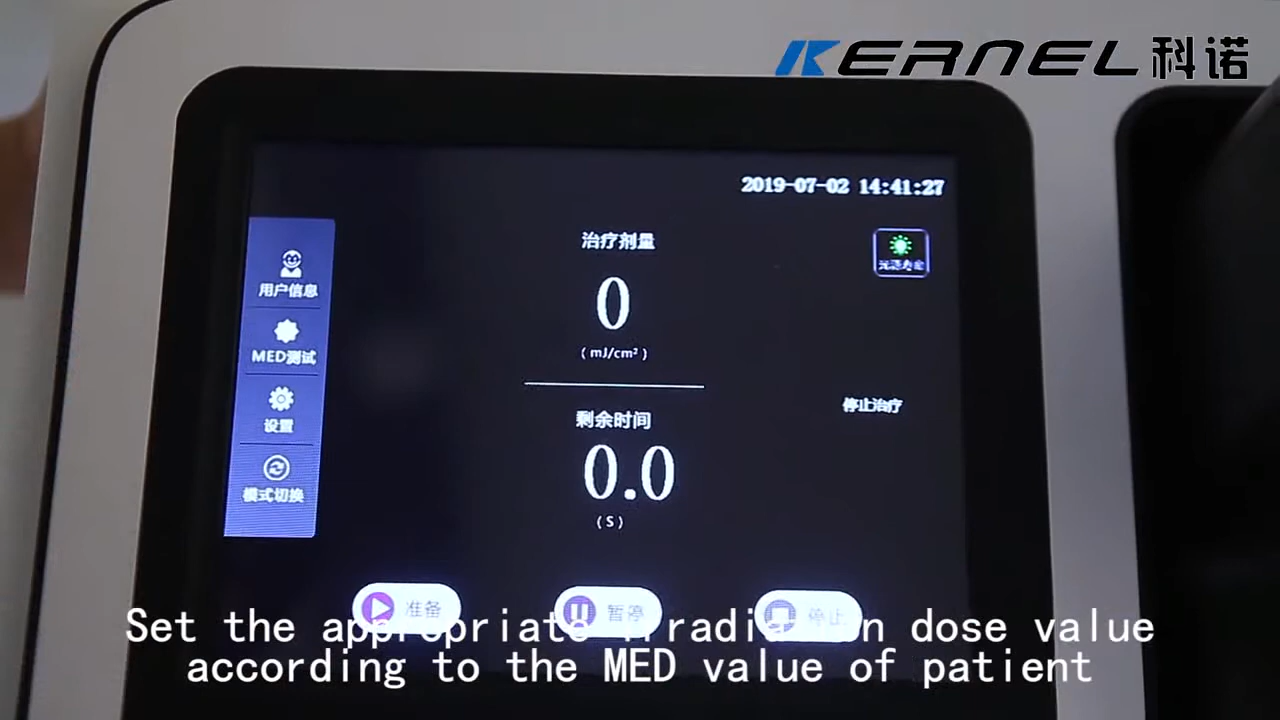 KERNEL科诺
2019-07-02 14:41:27
治疗剂量
0
(mJ/cm²)
用户信息
MED测试
设置
模式切换
剩余时间
0.0
(S)
停止治疗
准备
暂停
停止
Set the appropriate irradiation dose value
according to the MED value of patient